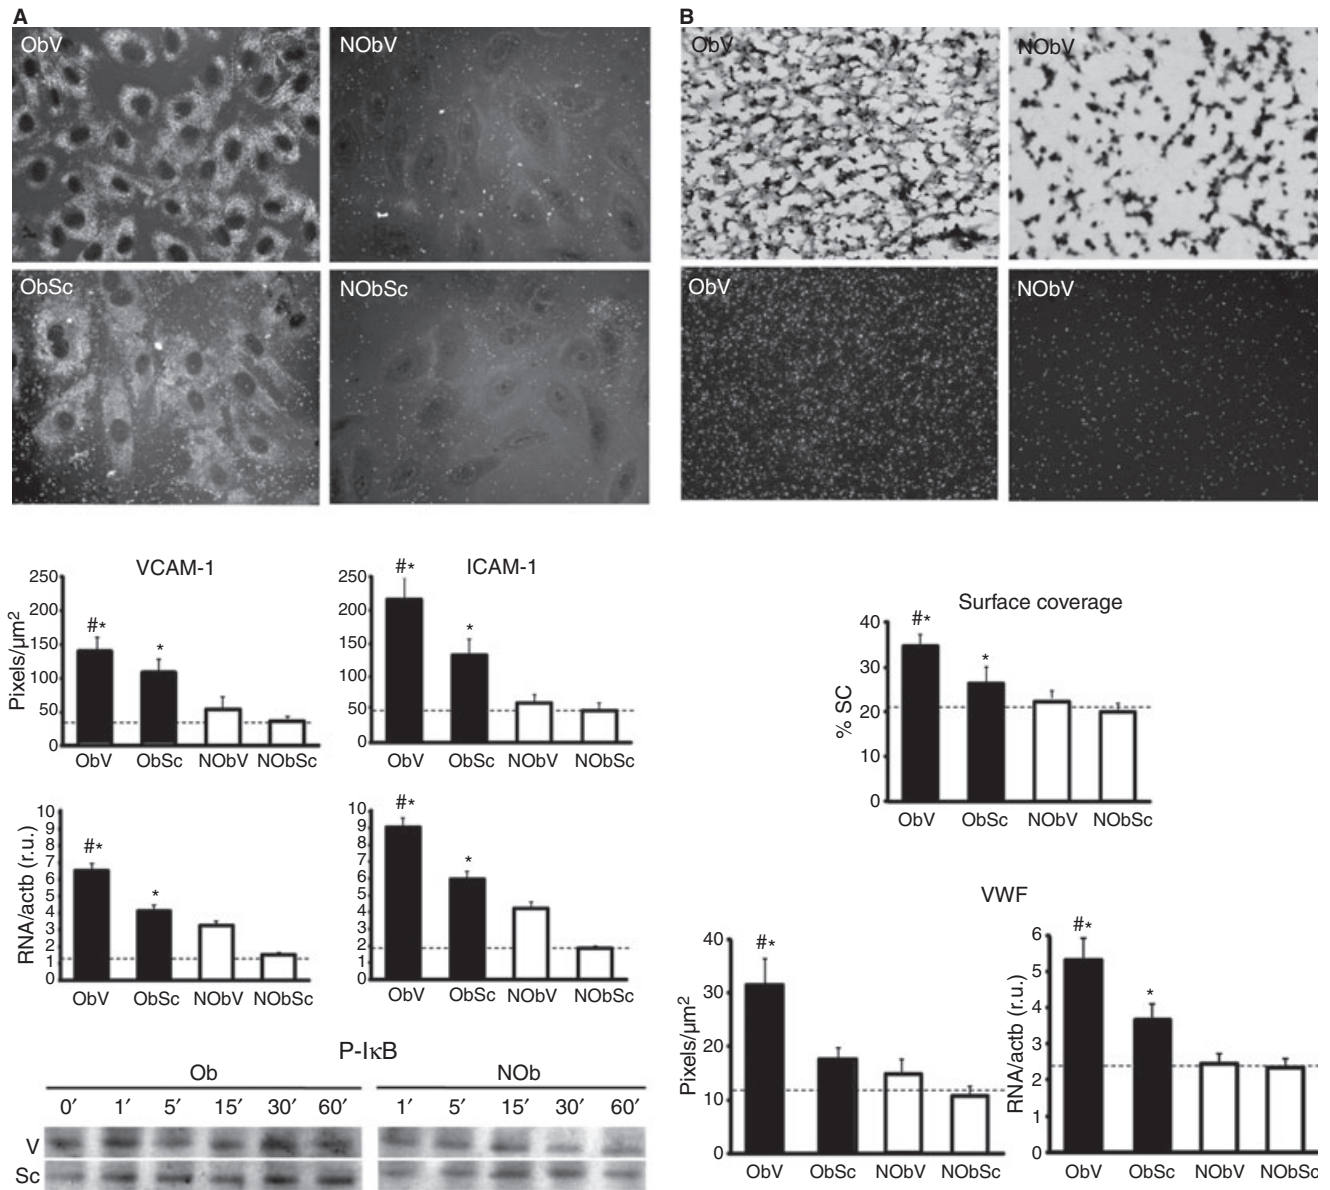 A
ObV
NObV
ObSc
NObSc
VCAM-1
ICAM-1
Pixels/µm²
250
200
150
100
50
0
#*
*
ObV ObSc NObV NObSc
250
200
150
100
50
0
#*
*
ObV ObSc NObV NObSc
RNA/actb (r.u.)
10
9
8
7
6
5
4
3
2
1
0
#*
*
ObV ObSc NObV NObSc
10
9
8
7
6
5
4
3
2
1
0
#*
*
ObV ObSc NObV NObSc
P-IκB
Ob NOb
0′ 1′ 5′ 15′ 30′ 60′ 1′ 5′ 15′ 30′ 60′
V
Sc
B
ObV
NObV
ObV
NObV
Surface coverage
% SC
40
30
20
10
0
#*
*
ObV ObSc NObV NObSc
VWF
Pixels/µm²
40
30
20
10
0
#*
ObV ObSc NObV NObSc
RNA/actb (r.u.)
6
5
4
3
2
1
0
#*
*
ObV ObSc NObV NObSc